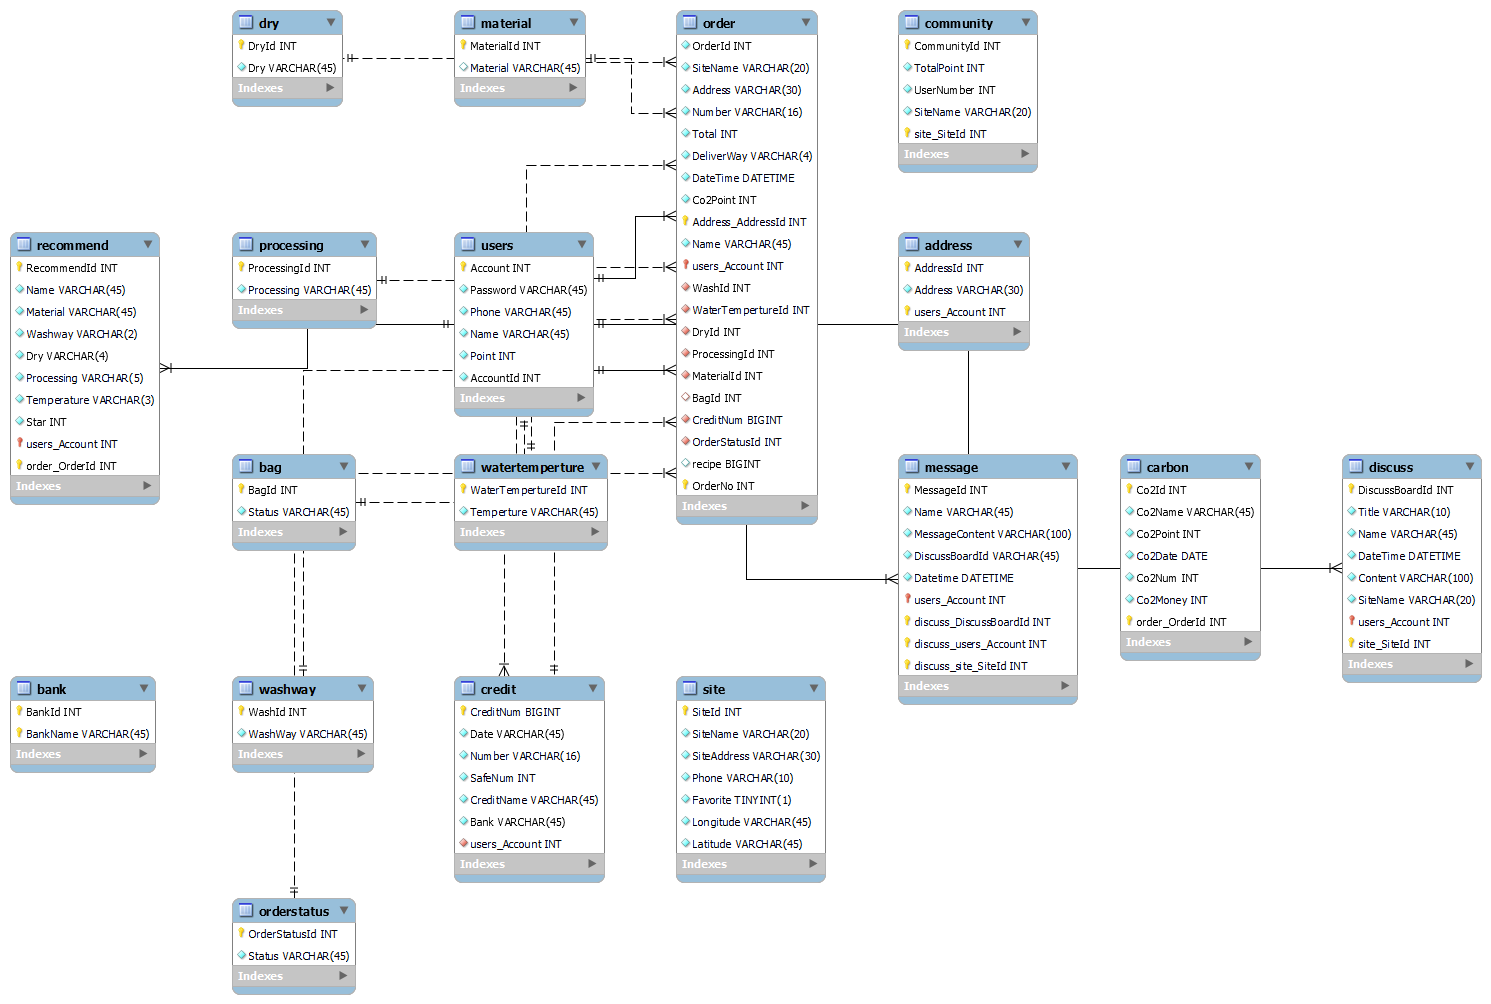 dry
DryId INT
Dry VARCHAR(45)
Indexes
material
MaterialId INT
Material VARCHAR(45)
Indexes
order
OrderId INT
SiteName VARCHAR(20)
Address VARCHAR(30)
Number VARCHAR(16)
Total INT
DeliverWay VARCHAR(4)
DateTime DATETIME
Co2Point INT
Address_AddressId INT
Name VARCHAR(45)
users_Account INT
WashId INT
WaterTempertureId INT
DryId INT
ProcessingId INT
MaterialId INT
BagId INT
CreditNum BIGINT
OrderStatusId INT
recipe BIGINT
OrderNo INT
Indexes
community
CommunityId INT
TotalPoint INT
UserNumber INT
SiteName VARCHAR(20)
site_SiteId INT
Indexes
recommend
RecommendId INT
Name VARCHAR(45)
Material VARCHAR(45)
Washway VARCHAR(2)
Dry VARCHAR(4)
Processing VARCHAR(5)
Temperature VARCHAR(3)
Star INT
users_Account INT
order_OrderId INT
Indexes
processing
ProcessingId INT
Processing VARCHAR(45)
Indexes
users
Account INT
Password VARCHAR(45)
Phone VARCHAR(45)
Name VARCHAR(45)
Point INT
AccountId INT
Indexes
address
AddressId INT
Address VARCHAR(30)
users_Account INT
Indexes
bag
BagId INT
Status VARCHAR(45)
Indexes
watertemperture
WaterTempertureId INT
Temperture VARCHAR(45)
Indexes
message
MessageId INT
Name VARCHAR(45)
MessageContent VARCHAR(100)
DiscussBoardId VARCHAR(45)
Datetime DATETIME
users_Account INT
discuss_DiscussBoardId INT
discuss_users_Account INT
discuss_site_SiteId INT
Indexes
carbon
Co2Id INT
Co2Name VARCHAR(45)
Co2Point INT
Co2Date DATE
Co2Num INT
Co2Money INT
order_OrderId INT
Indexes
discuss
DiscussBoardId INT
Title VARCHAR(10)
Name VARCHAR(45)
DateTime DATETIME
Content VARCHAR(100)
SiteName VARCHAR(20)
users_Account INT
site_SiteId INT
Indexes
bank
BankId INT
BankName VARCHAR(45)
Indexes
washway
WashId INT
WashWay VARCHAR(45)
Indexes
credit
CreditNum BIGINT
Date VARCHAR(45)
Number VARCHAR(16)
SafeNum INT
CreditName VARCHAR(45)
Bank VARCHAR(45)
users_Account INT
Indexes
site
SiteId INT
SiteName VARCHAR(20)
SiteAddress VARCHAR(30)
Phone VARCHAR(10)
Favorite TINYINT(1)
Longitude VARCHAR(45)
Latitude VARCHAR(45)
Indexes
orderstatus
OrderStatusId INT
Status VARCHAR(45)
Indexes